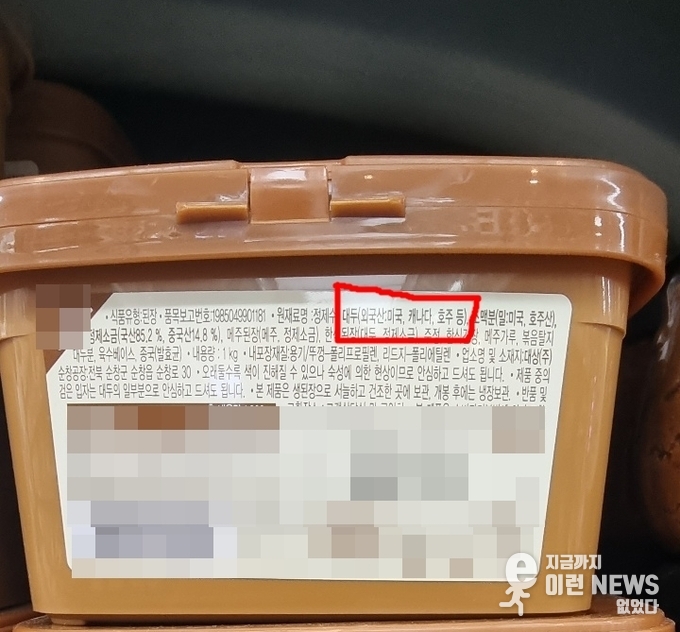 • 식품유형:된장 • 품목보고번호:1985049901181 • 원재료명 :정제수, 대두(외국산:미국, 캐나다, 호주 등), 소맥분(밀:미국, 호주산),
정제소금(국산85.2 %, 중국산14.8 %), 메주된장(메주, 정제소금), 한식된장(대두, 정제소금), 주정, 메주가루, 볶음탈지
대두분, 육수베이스, 종국(발효균) • 내용량 : 1 kg • 내포장재질:용기/뚜껑–폴리프로필렌, 리드지–폴리에틸렌 • 업소명 및 소재지:대상(주)
순창공장:전북 순창군 순창읍 순창로 30 • 오래둘수록 색이 진해질 수 있으나 숙성에 의한 현상이므로 안심하고 드셔도 됩니다. • 제품 중의
검은 입자는 대두의 일부분으로 안심하고 드셔도 됩니다. • 본 제품은 생된장으로 서늘하고 건조한 곳에 보관, 개봉 후에는 냉장보관. • 반품 및
지금까지
이런 NEWS
없었다